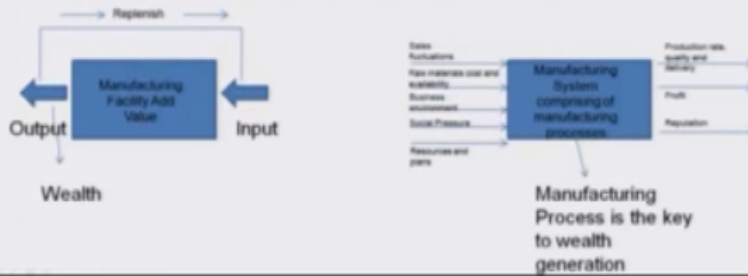 Replenish
Manufacturing
Facility Add
Value
Output
Input
Wealth
Sales
fluctuations
Raw materials cost and
availability
Business
environment
Social Pressure
Resources and
plans
Manufacturing
System
comprising of
manufacturing
processes
Production rate,
quality and
delivery
Profit
Reputation
Manufacturing
Process is the key
to wealth
generation